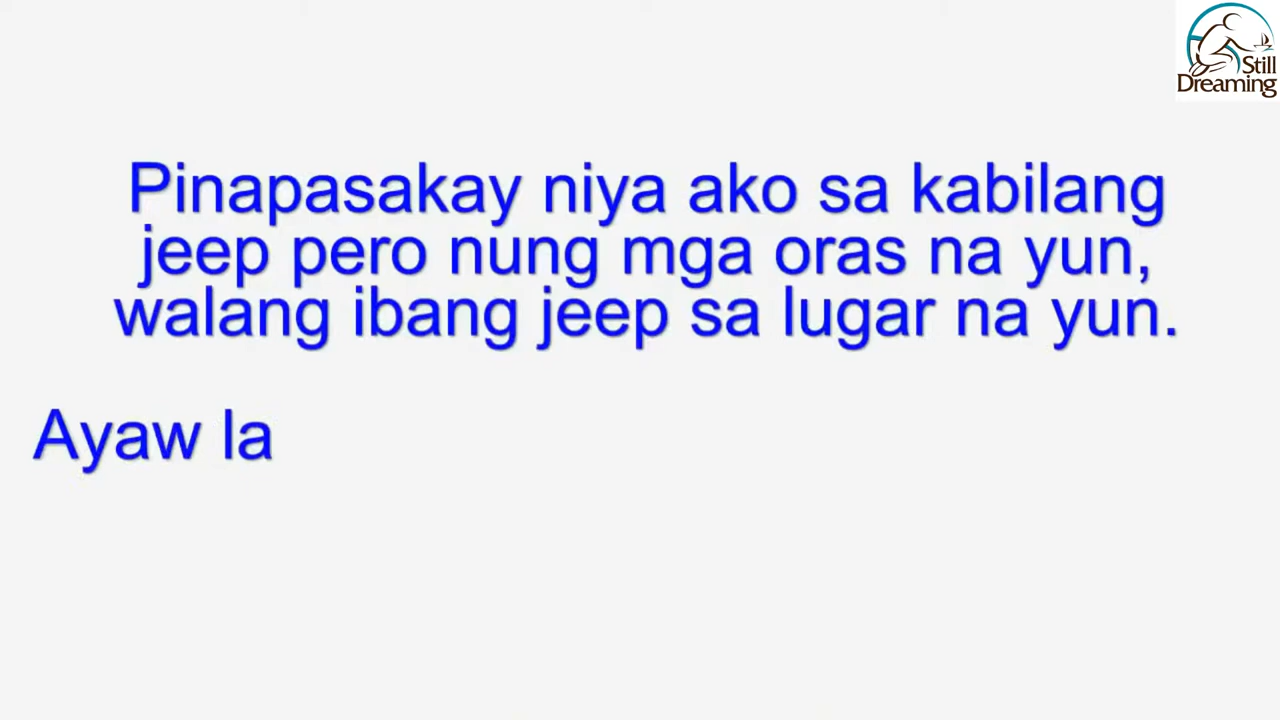 Still
Dreaming
Pinapasakay niya ako sa kabilang
jeep pero nung mga oras na yun,
walang ibang jeep sa lugar na yun.
Ayaw la